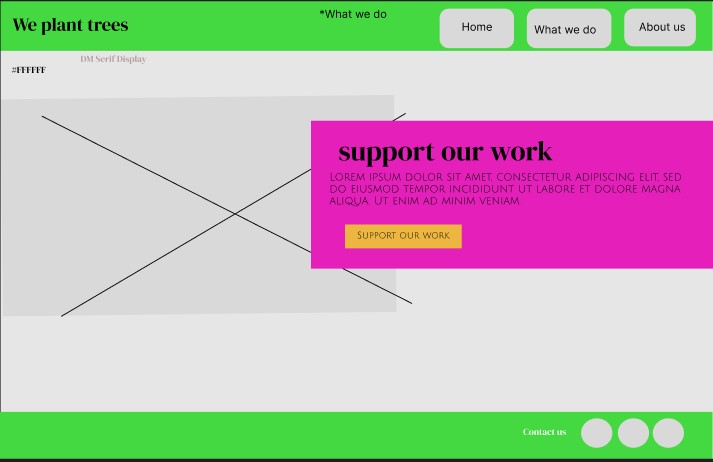 *What we do
We plant trees
Home
What we do
About us
DM Serif Display
#FFFFFF
support our work
LOREM IPSUM DOLOR SIT AMET, CONSECTETUR ADIPISCING ELIT, SED
DO EIUSMOD TEMPOR INCIDIDUNT UT LABORE ET DOLORE MAGNA
ALIQUA. UT ENIM AD MINIM VENIAM
SUPPORT OUR WORK
Contact us